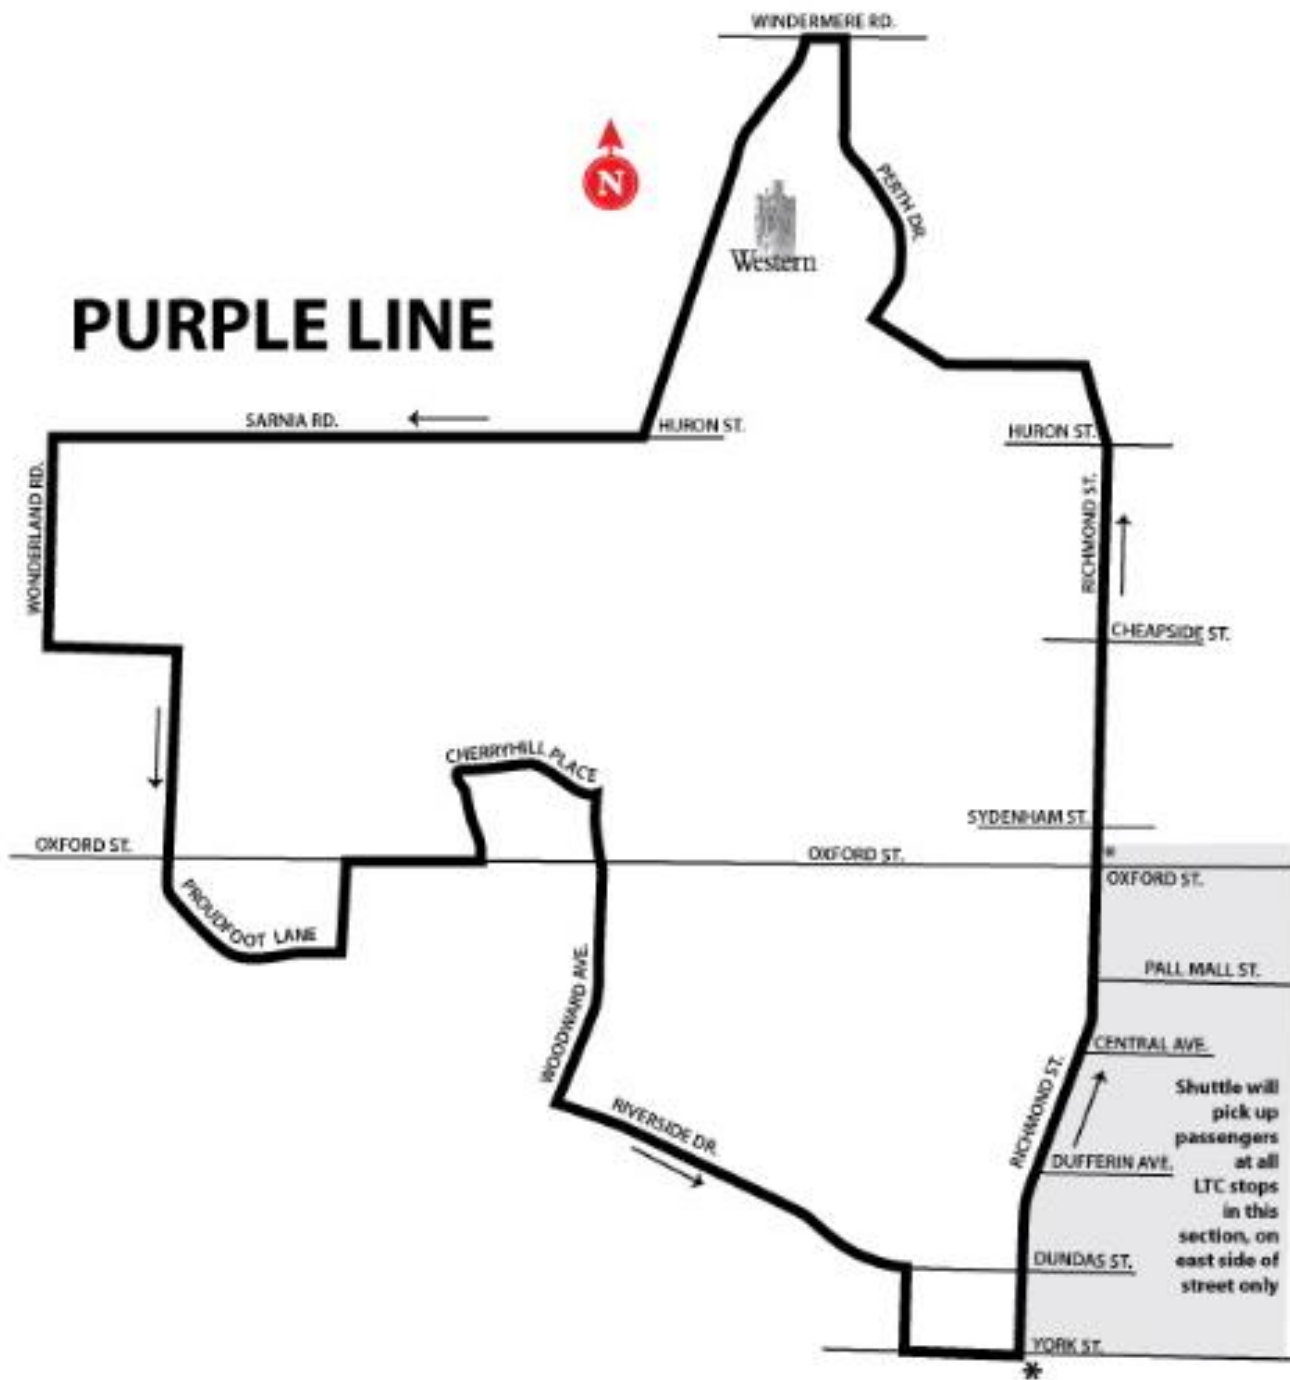 WINDERMERE RD.
N
PERTH DR.
Western
PURPLE LINE
SARNIA RD.
HURON ST.
HURON ST.
WONDERLAND RD.
RICHMOND ST.
CHEAPSIDE ST.
CHERRYHILL PLACE
SYDENHAM ST.
OXFORD ST.
OXFORD ST.
*
OXFORD ST.
PROUDFOOT LANE
WOODWARD AVE.
PALL MALL ST.
CENTRAL AVE.
RICHMOND ST.
Shuttle will
pick up
passengers
at all
LTC stops
in this
section, on
east side of
street only
RIVERSIDE DR.
DUFFERIN AVE.
DUNDAS ST.
YORK ST.
*